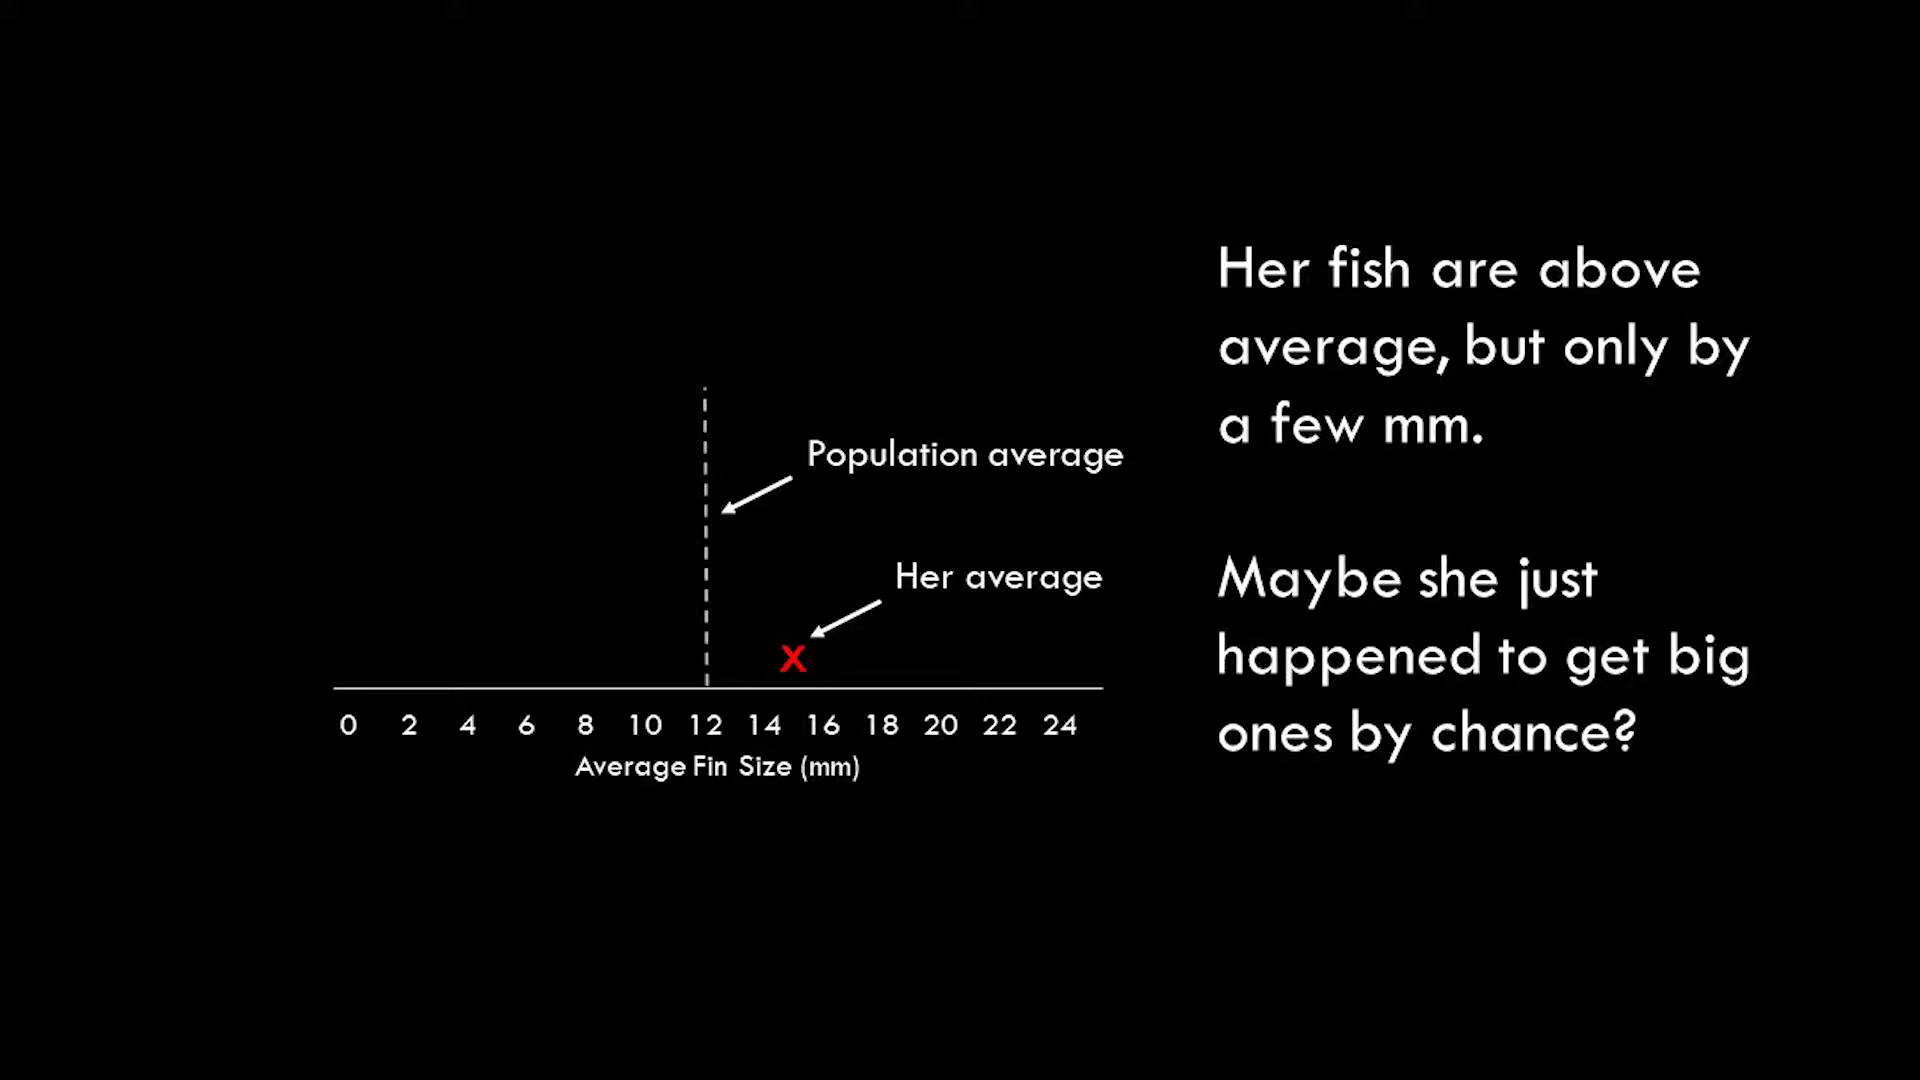 Her fish are above
average, but only by
a few mm.
Maybe she just
happened to get big
ones by chance?
Population average
Her average
X
0 2 4 6 8 10 12 14 16 18 20 22 24
Average Fin Size (mm)